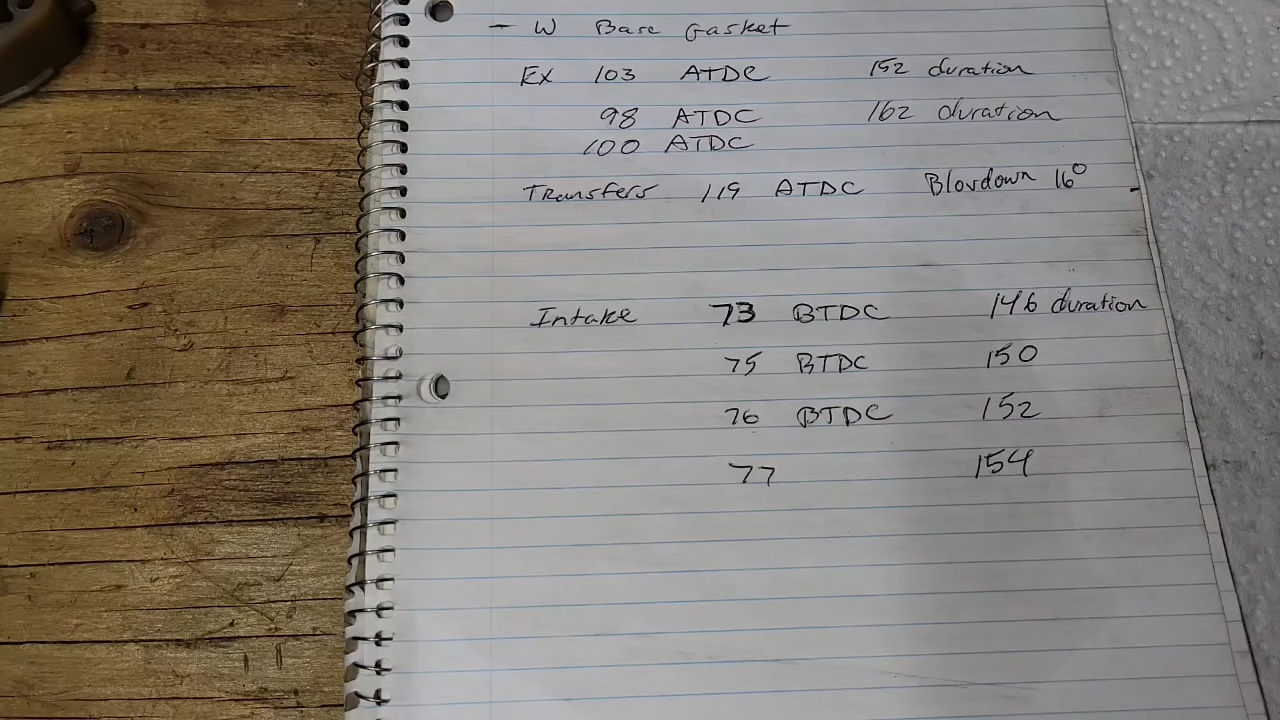 - W Base Gasket
Ex 103 ATDC 152 duration
98 ATDC 162 duration
100 ATDC
Transfers 119 ATDC Blowdown 16°
Intake 73 BTDC 146 duration
75 BTDC 150
76 BTDC 152
77 154